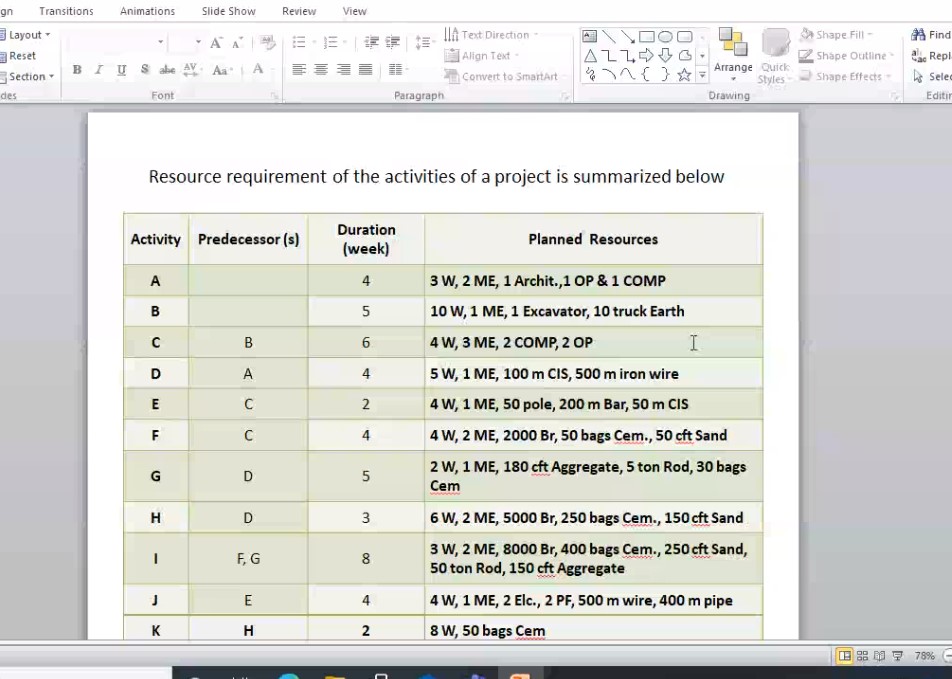 gn Transitions Animations Slide Show Review View
Layout Text Direction Shape Fill Find
Reset Align Text Shape Outline Repl
Section B I U S abc AV Aa A Convert to SmartArt Arrange Quick Styles Shape Effects Selec
des Font Paragraph Drawing Editin
Resource requirement of the activities of a project is summarized below
Activity Predecessor (s) Duration (week) Planned Resources
A 4 3 W, 2 ME, 1 Archit.,1 OP & 1 COMP
B 5 10 W, 1 ME, 1 Excavator, 10 truck Earth
C B 6 4 W, 3 ME, 2 COMP, 2 OP
D A 4 5 W, 1 ME, 100 m CIS, 500 m iron wire
E C 2 4 W, 1 ME, 50 pole, 200 m Bar, 50 m CIS
F C 4 4 W, 2 ME, 2000 Br, 50 bags Cem., 50 cft Sand
G D 5 2 W, 1 ME, 180 cft Aggregate, 5 ton Rod, 30 bags
Cem
H D 3 6 W, 2 ME, 5000 Br, 250 bags Cem., 150 cft Sand
I F, G 8 3 W, 2 ME, 8000 Br, 400 bags Cem., 250 cft Sand,
50 ton Rod, 150 cft Aggregate
J E 4 4 W, 1 ME, 2 Elc., 2 PF, 500 m wire, 400 m pipe
K H 2 8 W, 50 bags Cem
78%